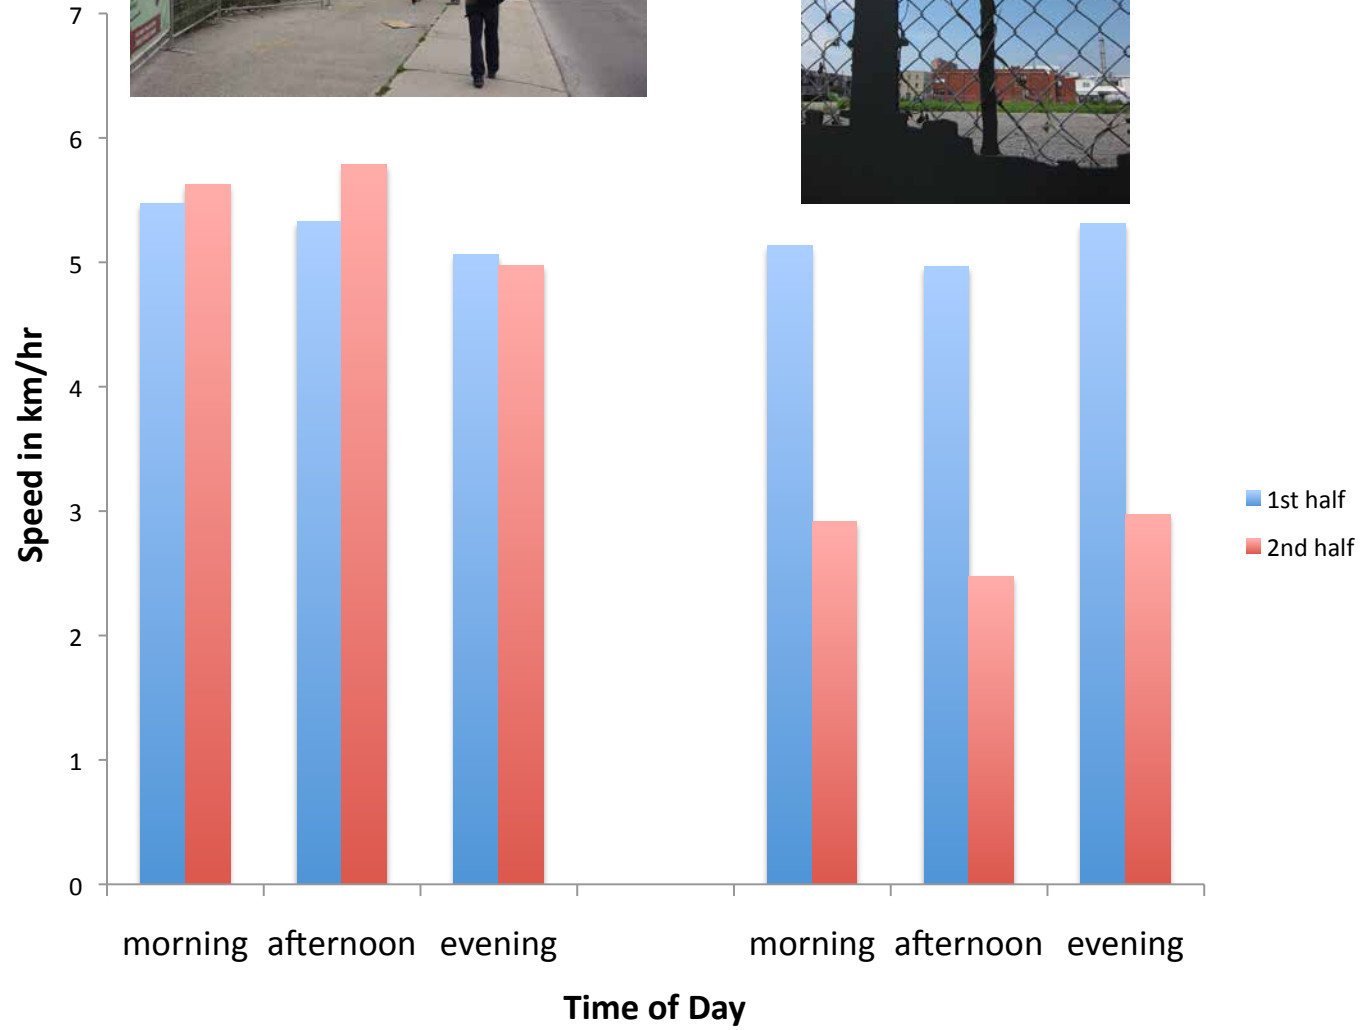 7
6
5
4
3
2
1
0
Speed in km/hr
1st half
2nd half
morning afternoon evening morning afternoon evening
Time of Day